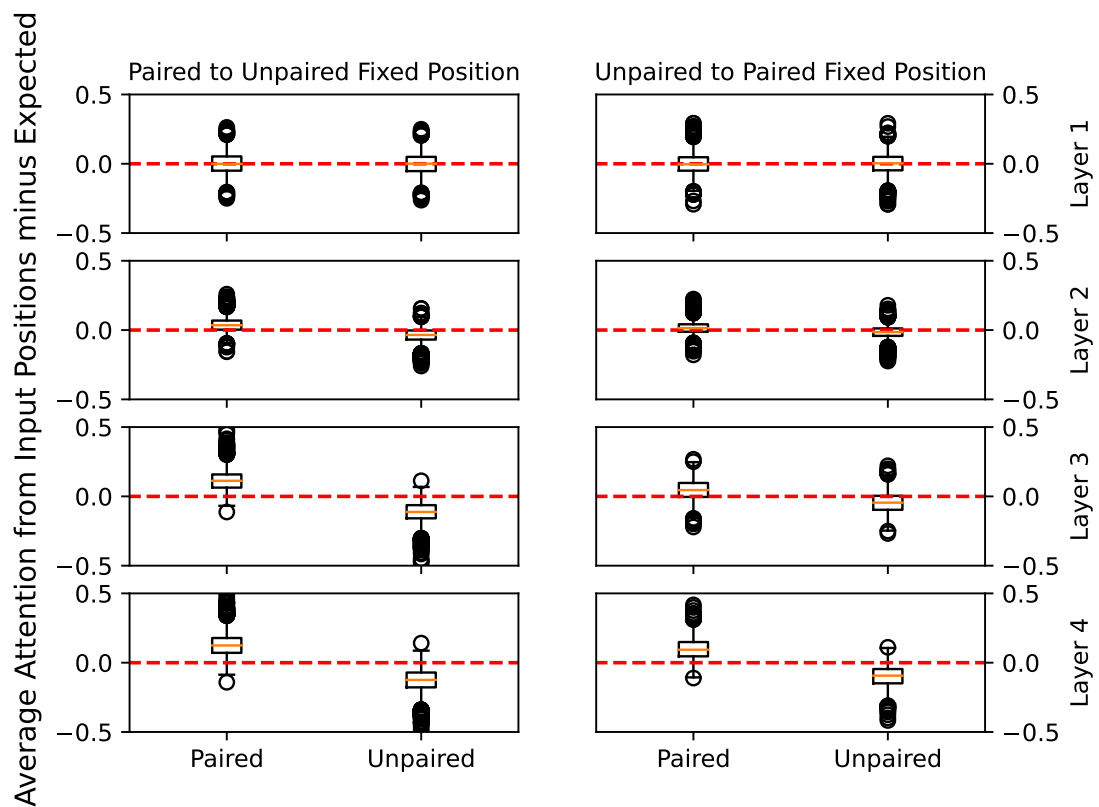 Average Attention from Input Positions minus Expected
Paired to Unpaired Fixed Position
Unpaired to Paired Fixed Position
0.5
0.0
−0.5
0.5
0.0
−0.5
Layer 1
0.5
0.0
−0.5
0.5
0.0
−0.5
Layer 2
0.5
0.0
−0.5
0.5
0.0
−0.5
Layer 3
0.5
0.0
−0.5
0.5
0.0
−0.5
Layer 4
Paired
Unpaired
Paired
Unpaired